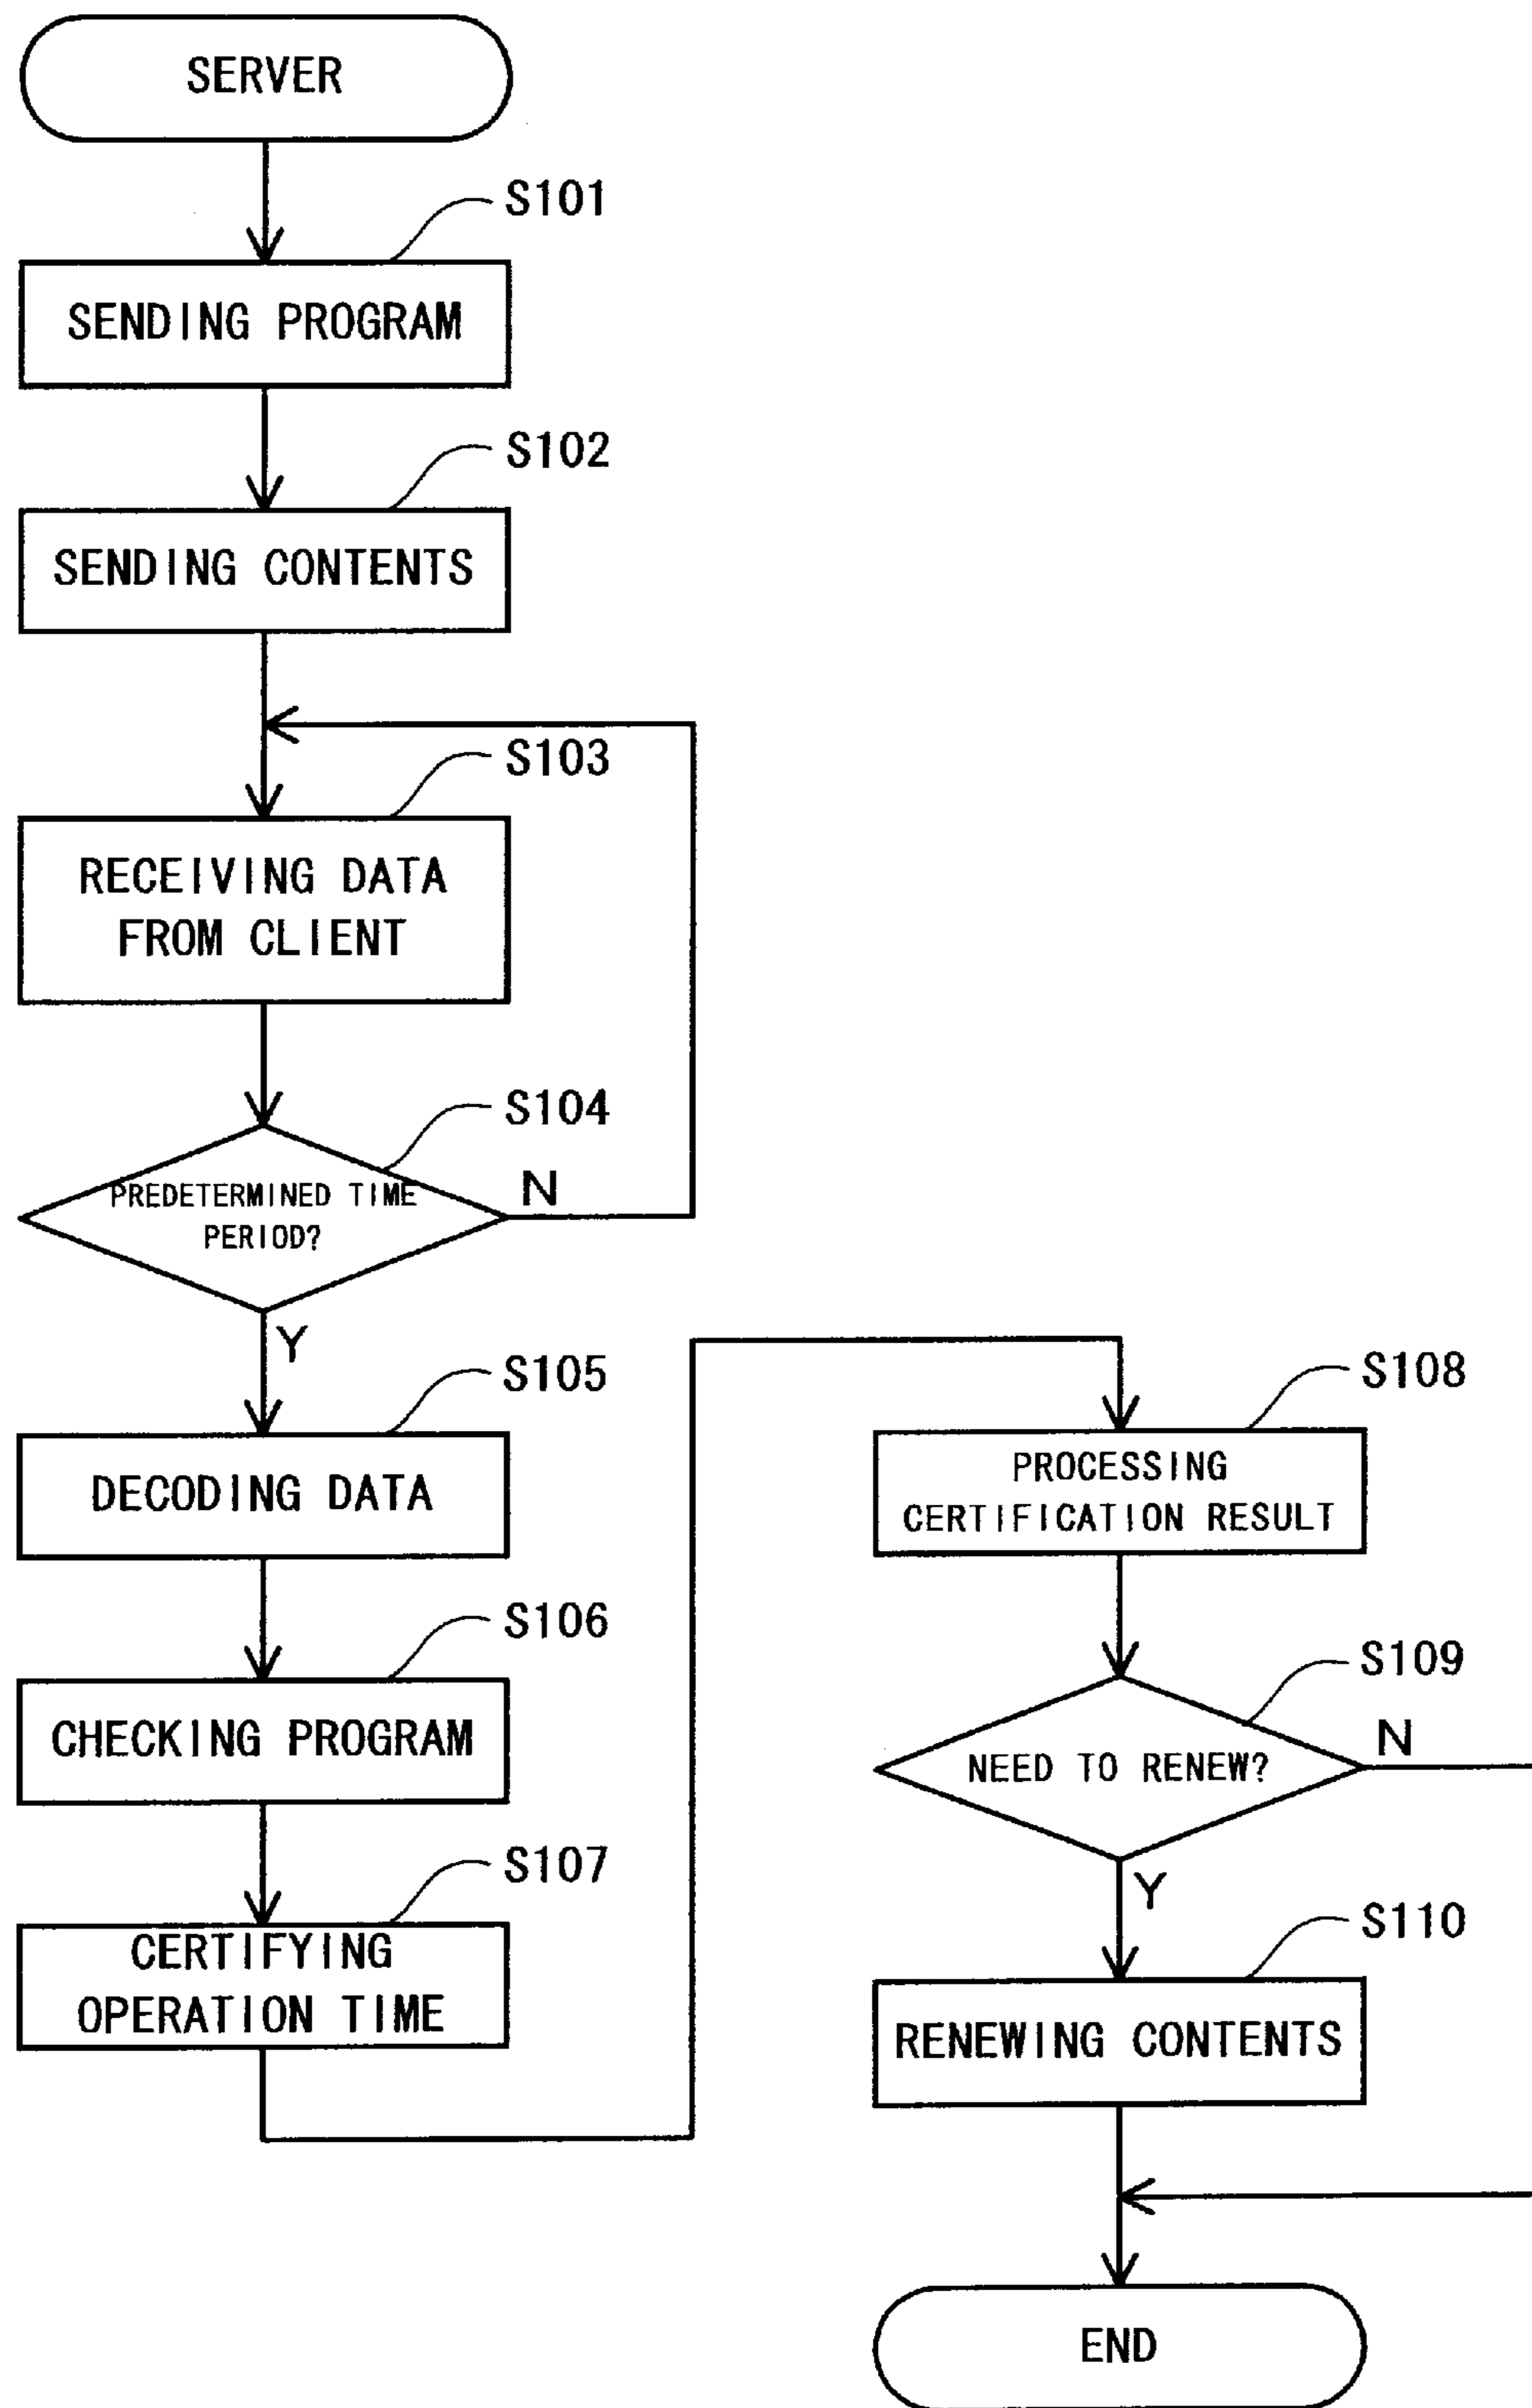 SERVER
S101
SENDING PROGRAM
S102
SENDING CONTENTS
S103
RECEIVING DATA
FROM CLIENT
S104
PREDETERMINED TIME
PERIOD?
N
Y
S105
DECODING DATA
S106
CHECKING PROGRAM
S107
CERTIFYING
OPERATION TIME
S108
PROCESSING
CERTIFICATION RESULT
S109
NEED TO RENEW?
N
Y
S110
RENEWING CONTENTS
END